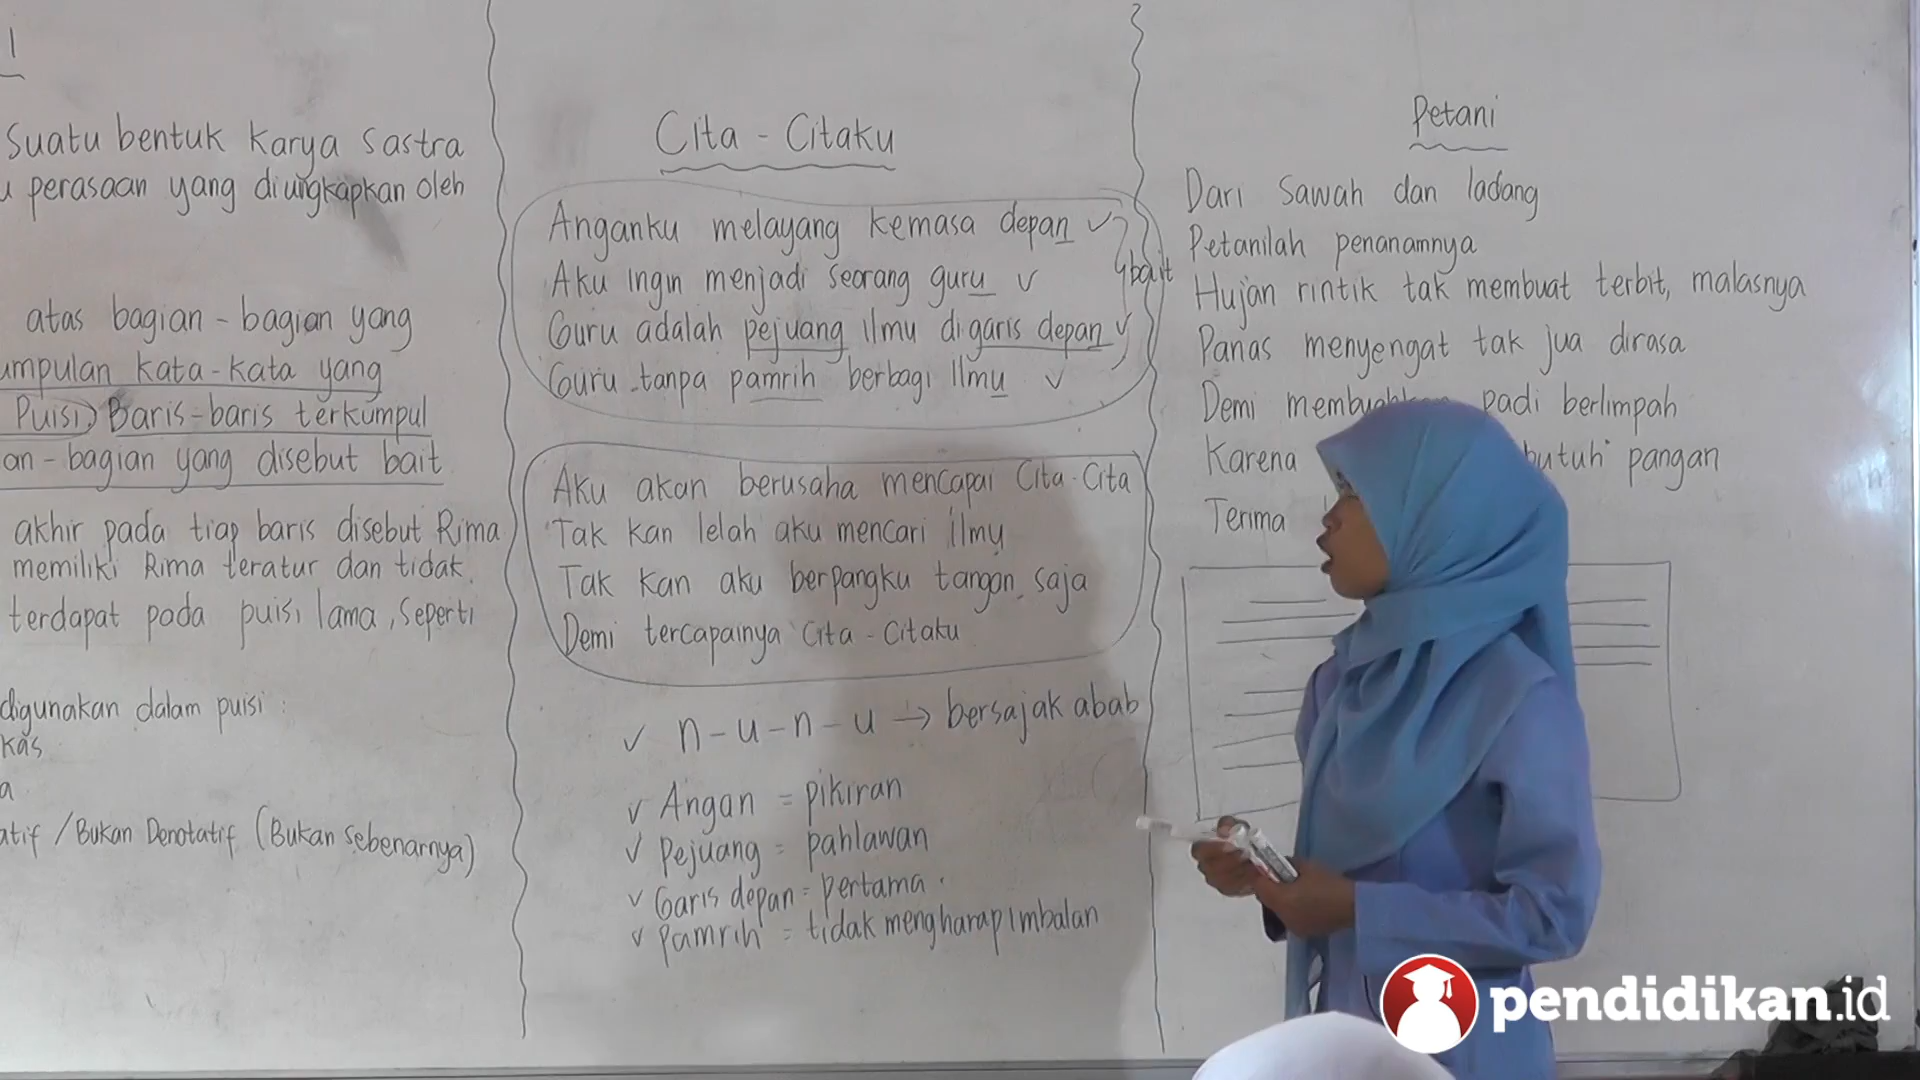 1
Suatu bentuk karya sastra
perasaan yang diungkapkan oleh
atas bagian-bagian yang
umpulan kata-kata yang
Puisi) Baris-baris terkumpul
an-bagian yang disebut bait
akhir pada tiap baris disebut Rima
memiliki Rima teratur dan tidak.
terdapat pada puisi lama, seperti
digunakan dalam puisi :
kas
a
atif / Bukan Denotatif (Bukan sebenarnya)
Cita - Citaku
Anganku melayang kemasa depan ✓
Aku ingin menjadi seorang guru ✓
Guru adalah pejuang ilmu digaris depan ✓
Guru tanpa pamrih berbagi ilmu ✓
bait
Aku akan berusaha mencapai Cita-Cita
Tak kan lelah aku mencari ilmu
Tak kan aku berpangku tangan saja
Demi tercapainya Cita-Citaku
✓ n-u-n-u → bersajak abab
✓ Angan = pikiran
✓ Pejuang = pahlawan
✓ Garis depan = pertama.
✓ Pamrih = tidak mengharap imbalan
Petani
Dari sawah dan ladang
Petanilah penanamnya
Hujan rintik tak membuat terbit, malasnya
Panas menyengat tak jua dirasa
Demi padi berlimpah
Karena butuh pangan
Terima
pendidikan.id